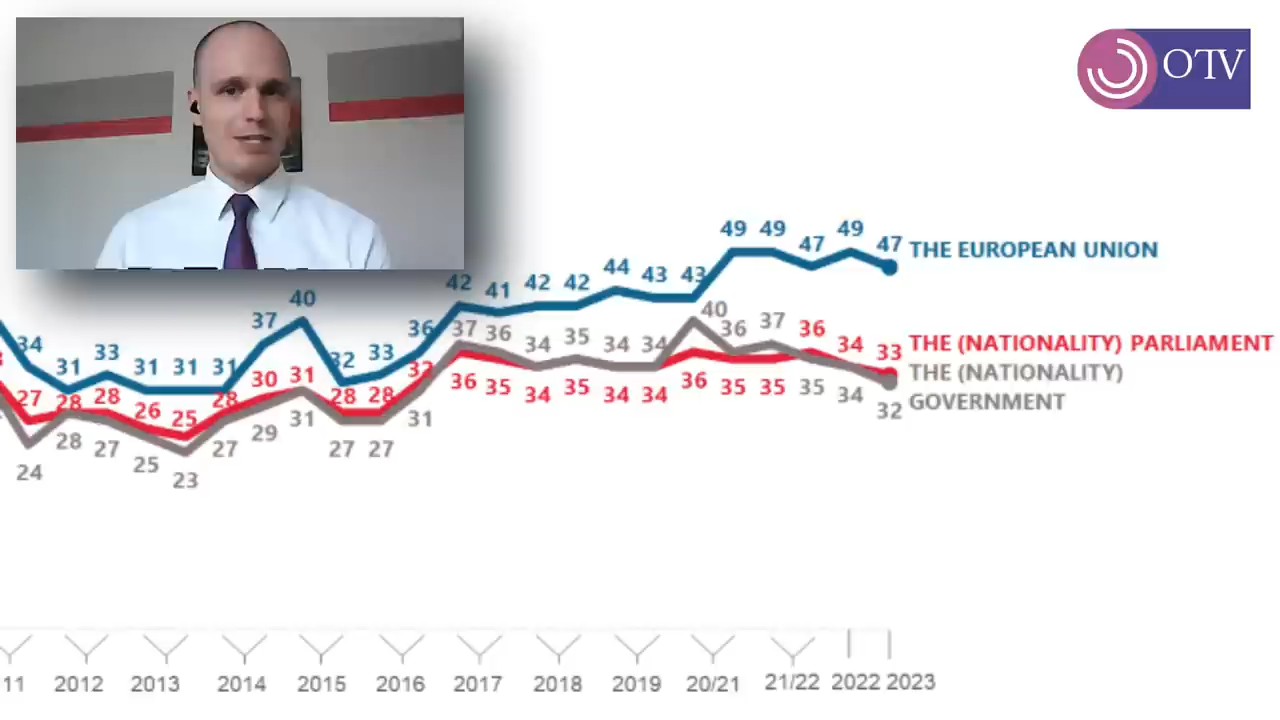 OTV
49 49 47 49 47 THE EUROPEAN UNION
34 31 33 31 31 31 37 40 32 33 36 42 41 42 42 44 43 43
27 28 28 26 25 28 30 31 28 28 32 36 35 34 35 34 34 36 35 35 36 34 33 THE (NATIONALITY) PARLIAMENT
24 28 27 25 23 27 29 31 27 27 31 37 36 34 35 34 34 40 36 37 35 34 32 THE (NATIONALITY)
GOVERNMENT
11 2012 2013 2014 2015 2016 2017 2018 2019 20/21 21/22 2022 2023